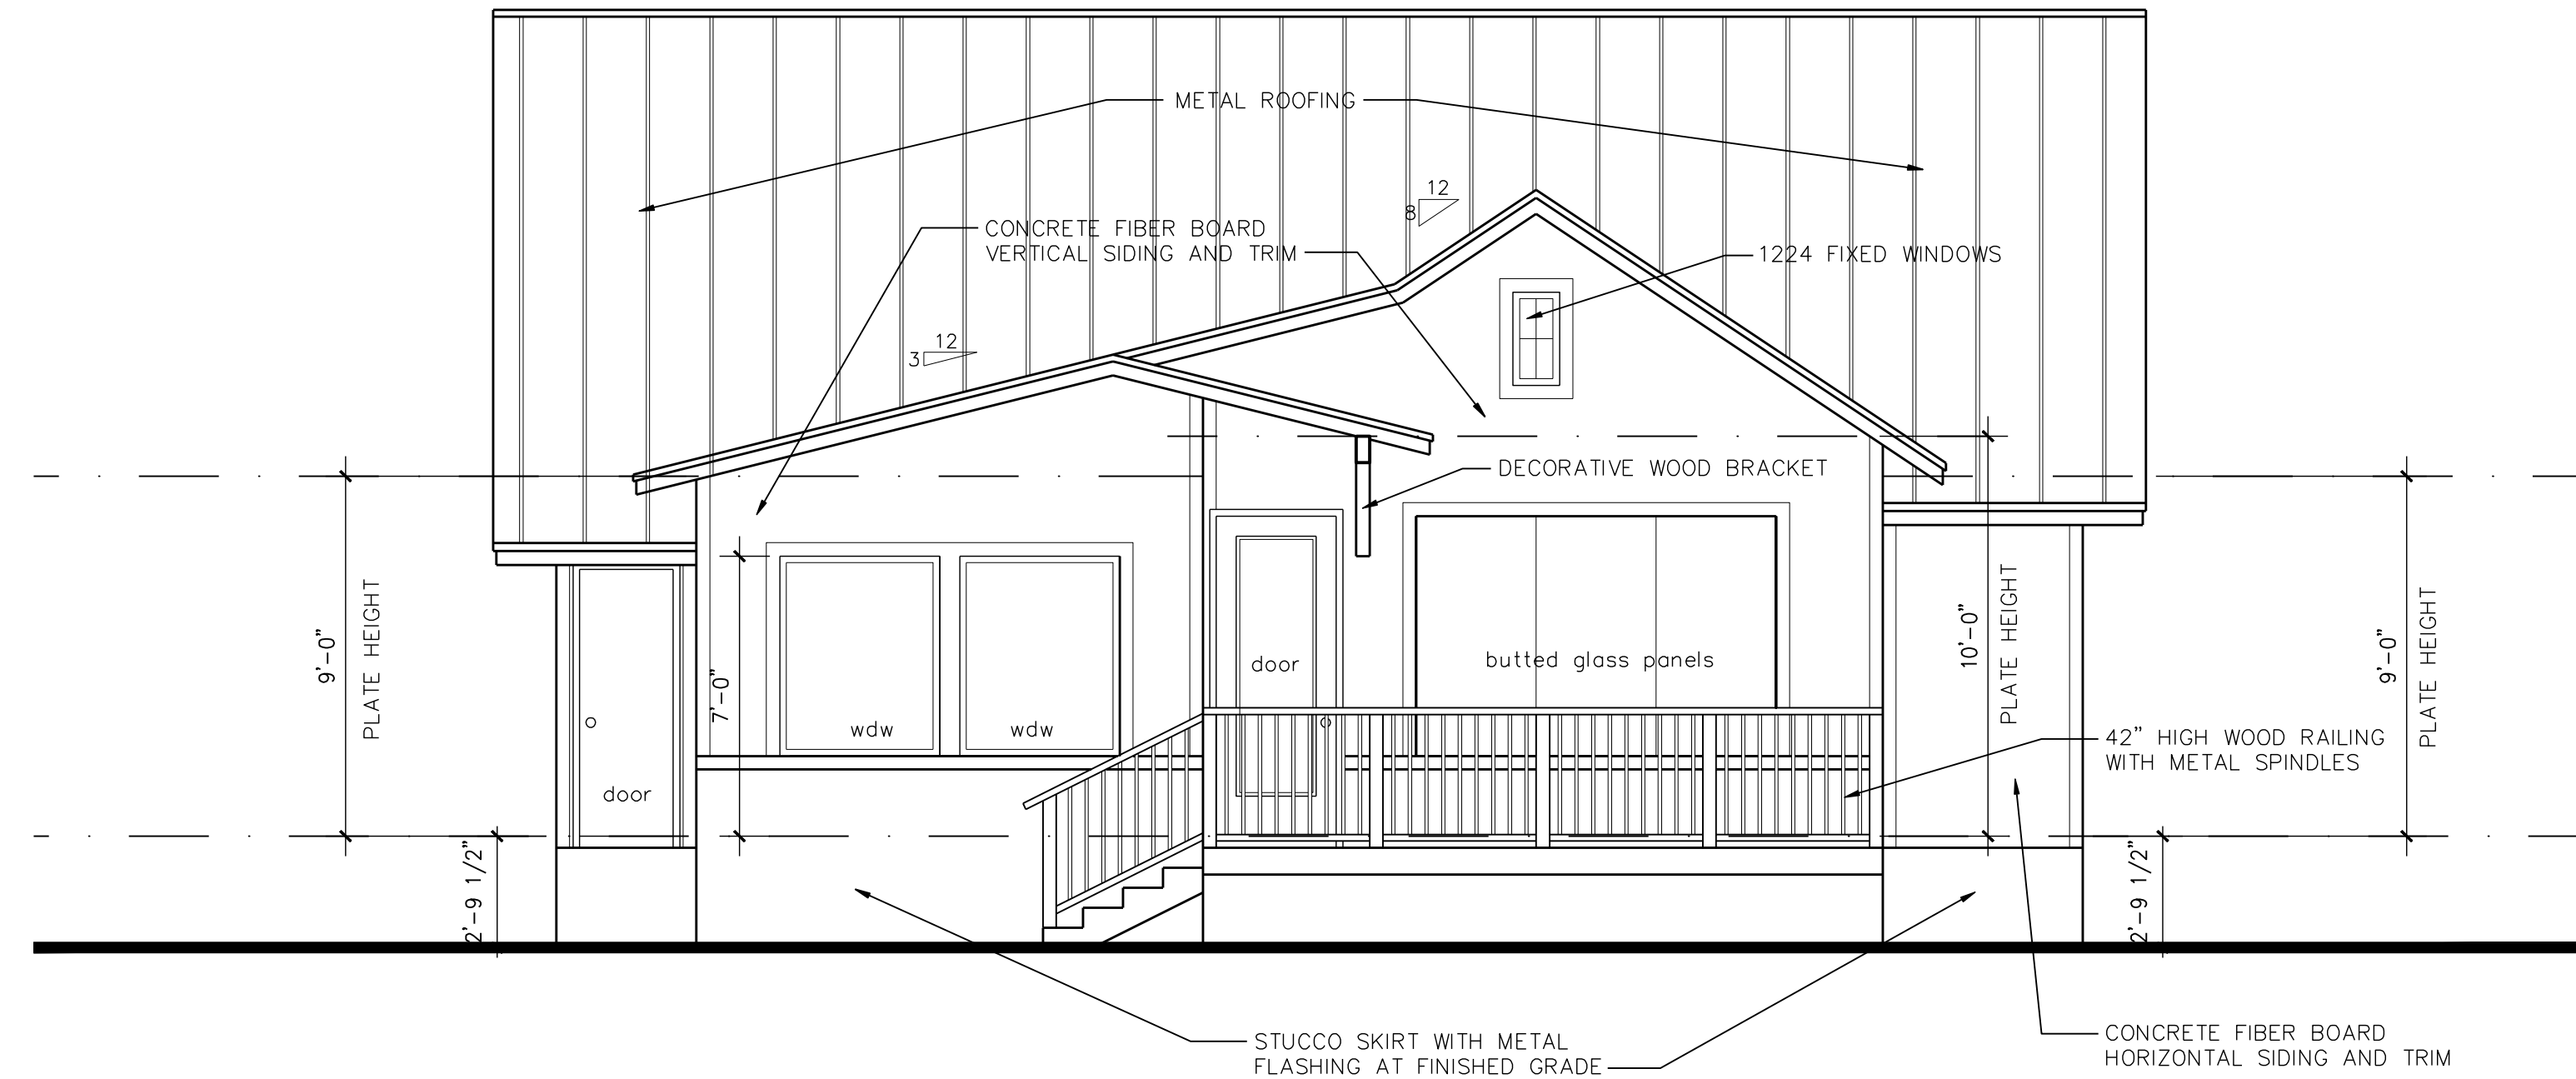 METAL ROOFING
12
8
CONCRETE FIBER BOARD
VERTICAL SIDING AND TRIM
1224 FIXED WINDOWS
12
3
DECORATIVE WOOD BRACKET
9'-0"
PLATE HEIGHT
7'-0"
door
butted glass panels
10'-0"
PLATE HEIGHT
9'-0"
PLATE HEIGHT
wdw
wdw
door
42" HIGH WOOD RAILING
WITH METAL SPINDLES
2'-9 1/2"
2'-9 1/2"
STUCCO SKIRT WITH METAL
FLASHING AT FINISHED GRADE
CONCRETE FIBER BOARD
HORIZONTAL SIDING AND TRIM